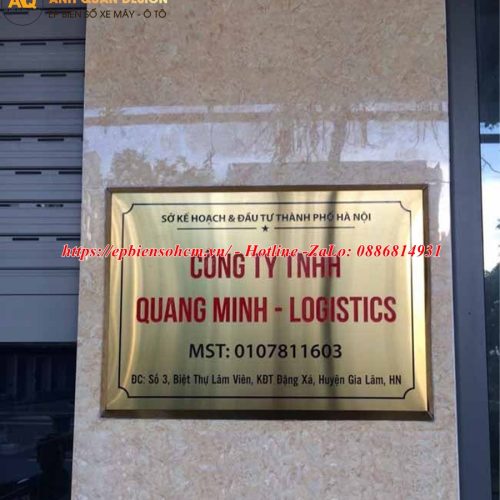 AQ
ANH QUÂN DESIGN
ÉP BIỂN SỐ XE MÁY - Ô TÔ
SỞ KẾ HOẠCH & ĐẦU TƯ THÀNH PHỐ HÀ NỘI
https://epbiensohcm.vn/ - Hotline -ZaLo: 0886814931
CÔNG TY TNHH
QUANG MINH - LOGISTICS
MST: 0107811603
ĐC: Số 3, Biệt Thự Lâm Viên, KĐT Đặng Xá, Huyện Gia Lâm, HN